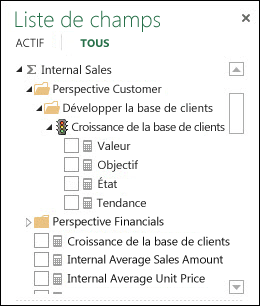 Liste de champs
ACTIF TOUS
Internal Sales
Perspective Customer
Développer la base de clients
Croissance de la base de clients
Valeur
Objectif
État
Tendance
Perspective Financials
Croissance de la base de clients
Internal Average Sales Amount
Internal Average Unit Price